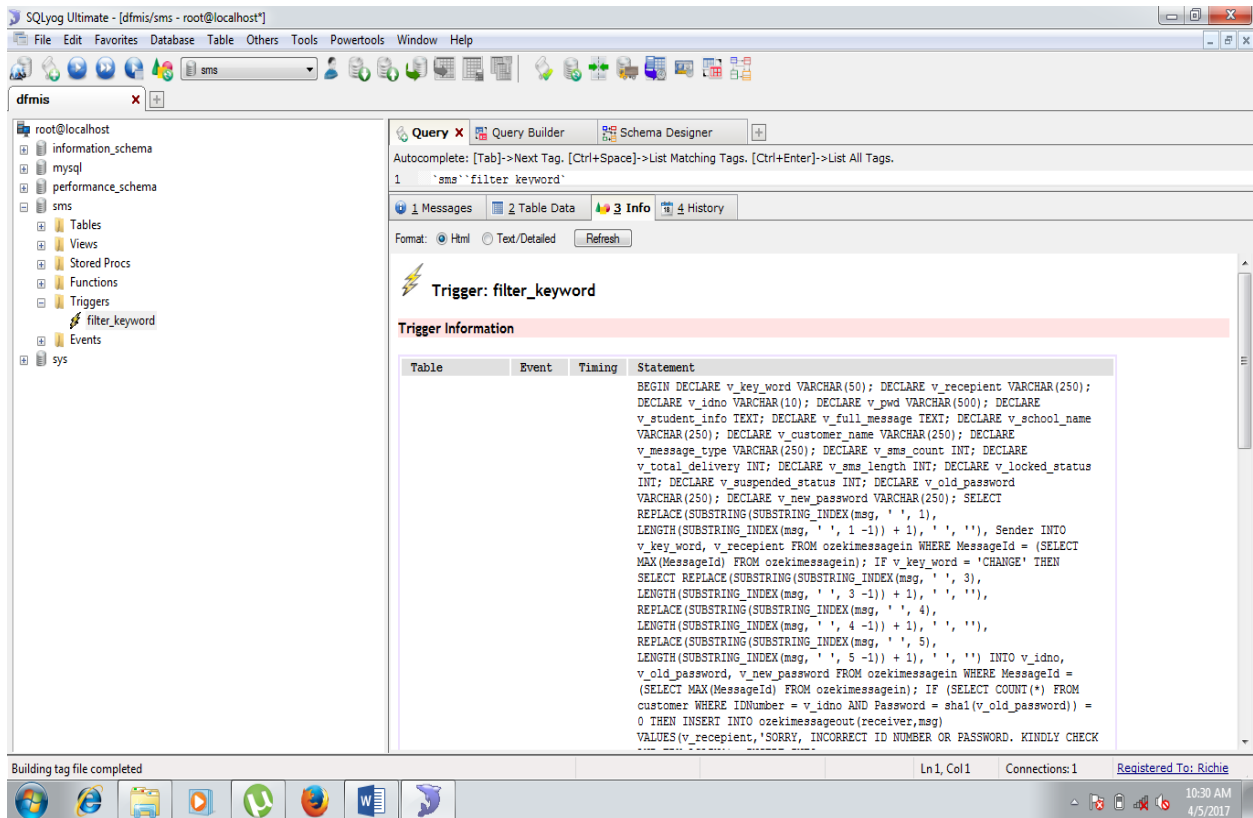 SQLyog Ultimate - [dfmis/sms - root@localhost*]
File Edit Favorites Database Table Others Tools Powertools Window Help
sms
dfmis
root@localhost
information_schema
mysql
performance_schema
sms
Tables
Views
Stored Procs
Functions
Triggers
filter_keyword
Events
sys
Query Query Builder Schema Designer
Autocomplete: [Tab]->Next Tag. [Ctrl+Space]->List Matching Tags. [Ctrl+Enter]->List All Tags.
1 `sms``filter keyword`
1 Messages 2 Table Data 3 Info 4 History
Format: Html Text/Detailed Refresh
Trigger: filter_keyword
Trigger Information
Table Event Timing Statement
BEGIN DECLARE v_key_word VARCHAR(50); DECLARE v_recepient VARCHAR(250);
DECLARE v_idno VARCHAR(10); DECLARE v_pwd VARCHAR(500); DECLARE
v_student_info TEXT; DECLARE v_full_message TEXT; DECLARE v_school_name
VARCHAR(250); DECLARE v_customer_name VARCHAR(250); DECLARE
v_message_type VARCHAR(250); DECLARE v_sms_count INT; DECLARE
v_total_delivery INT; DECLARE v_sms_length INT; DECLARE v_locked_status
INT; DECLARE v_suspended_status INT; DECLARE v_old_password
VARCHAR(250); DECLARE v_new_password VARCHAR(250); SELECT
REPLACE(SUBSTRING(SUBSTRING_INDEX(msg, ' ', 1),
LENGTH(SUBSTRING_INDEX(msg, ' ', 1 -1)) + 1), ' ', ''), Sender INTO
v_key_word, v_recepient FROM ozekimessagein WHERE MessageId = (SELECT
MAX(MessageId) FROM ozekimessagein); IF v_key_word = 'CHANGE' THEN
SELECT REPLACE(SUBSTRING(SUBSTRING_INDEX(msg, ' ', 3),
LENGTH(SUBSTRING_INDEX(msg, ' ', 3 -1)) + 1), ' ', ''),
REPLACE(SUBSTRING(SUBSTRING_INDEX(msg, ' ', 4),
LENGTH(SUBSTRING_INDEX(msg, ' ', 4 -1)) + 1), ' ', ''),
REPLACE(SUBSTRING(SUBSTRING_INDEX(msg, ' ', 5),
LENGTH(SUBSTRING_INDEX(msg, ' ', 5 -1)) + 1), ' ', '') INTO v_idno,
v_old_password, v_new_password FROM ozekimessagein WHERE MessageId =
(SELECT MAX(MessageId) FROM ozekimessagein); IF (SELECT COUNT(*) FROM
customer WHERE IDNumber = v_idno AND Password = sha1(v_old_password)) =
0 THEN INSERT INTO ozekimessageout(receiver,msg)
VALUES(v_recepient,'SORRY, INCORRECT ID NUMBER OR PASSWORD. KINDLY CHECK
Building tag file completed Ln1, Col1 Connections: 1 Registered To: Richie
10:30 AM
4/5/2017